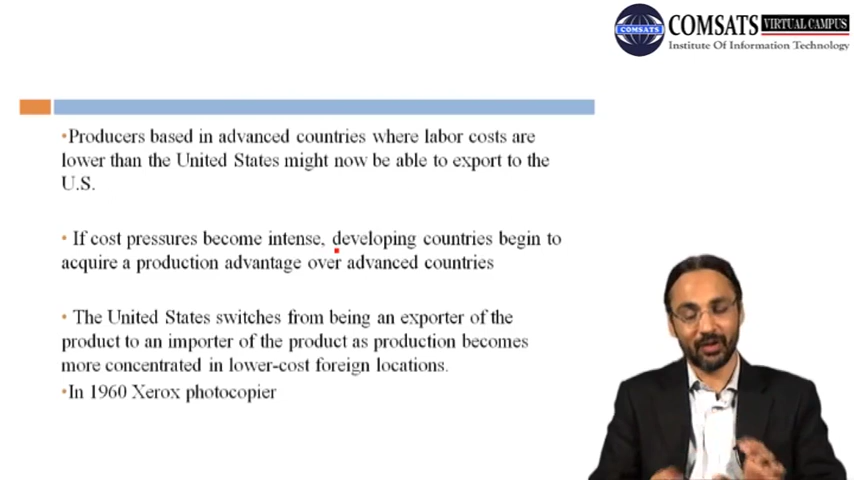 COMSATS
COMSATS VIRTUAL CAMPUS
Institute Of Information Technology
•Producers based in advanced countries where labor costs are
lower than the United States might now be able to export to the
U.S.
• If cost pressures become intense, developing countries begin to
acquire a production advantage over advanced countries
• The United States switches from being an exporter of the
product to an importer of the product as production becomes
more concentrated in lower-cost foreign locations.
•In 1960 Xerox photocopier